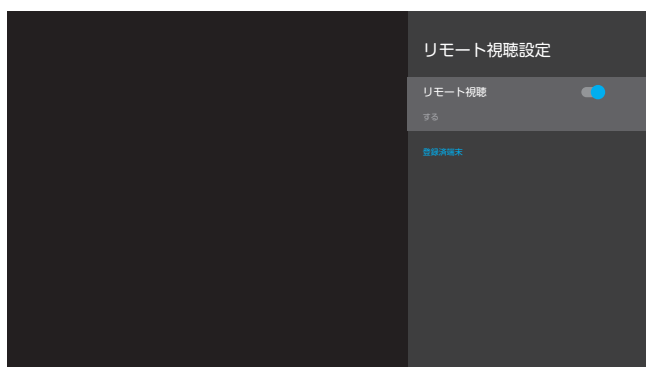 リモート視聴設定
リモート視聴
する
登録済端末